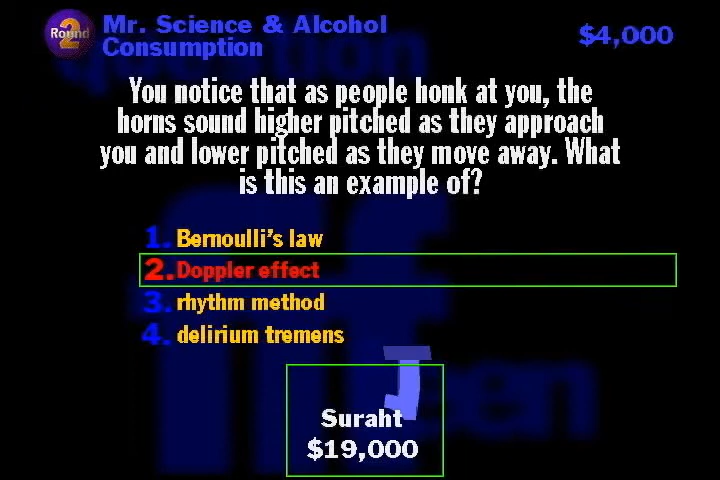 Round 2
Mr. Science & Alcohol
Consumption
$4,000
You notice that as people honk at you, the
horns sound higher pitched as they approach
you and lower pitched as they move away. What
is this an example of?
1. Bernoulli's law
2. Doppler effect
3. rhythm method
4. delirium tremens
J
Suraht
$19,000